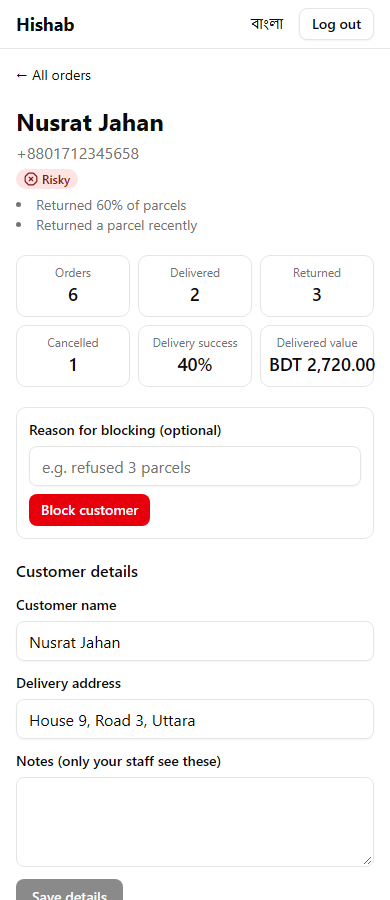 Hishab
বাংলা
Log out
← All orders
Nusrat Jahan
+8801712345658
Risky
• Returned 60% of parcels
• Returned a parcel recently
Orders
6
Delivered
2
Returned
3
Cancelled
1
Delivery success
40%
Delivered value
BDT 2,720.00
Reason for blocking (optional)
e.g. refused 3 parcels
Block customer
Customer details
Customer name
Nusrat Jahan
Delivery address
House 9, Road 3, Uttara
Notes (only your staff see these)
Save details